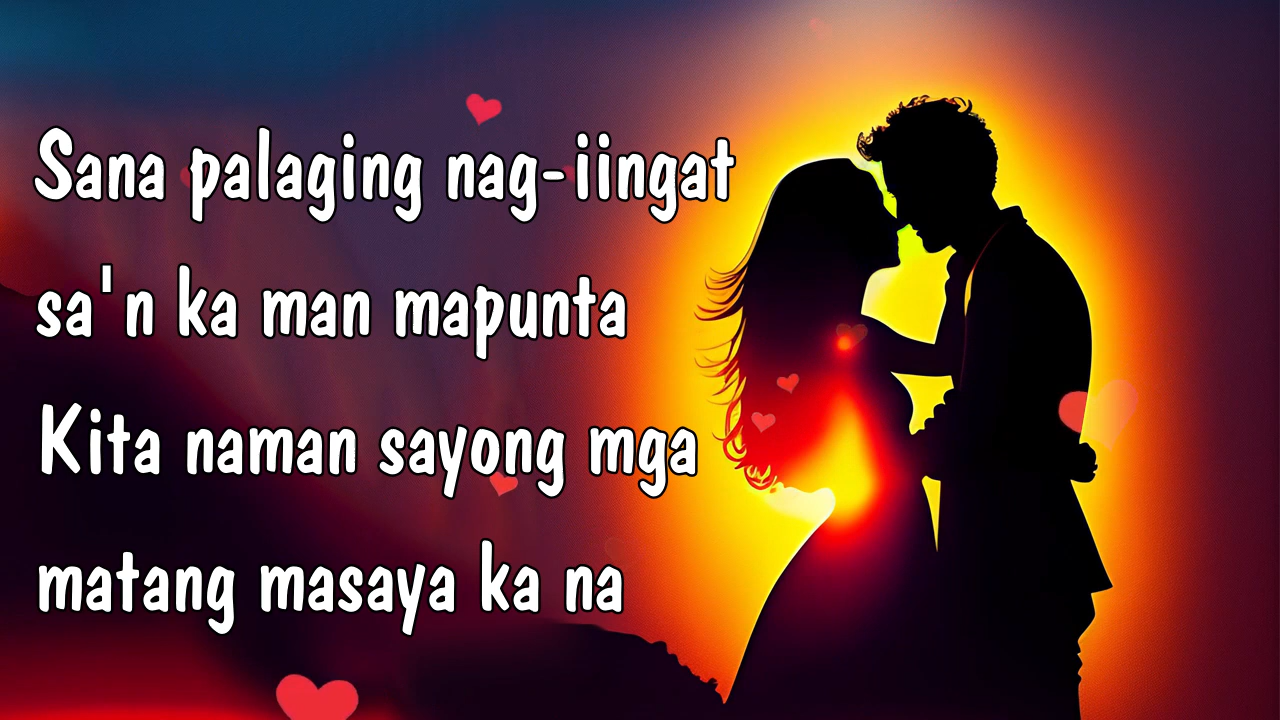 Sana palaging nag-iingat
sa'n ka man mapunta
Kita naman sayong mga
matang masaya ka na